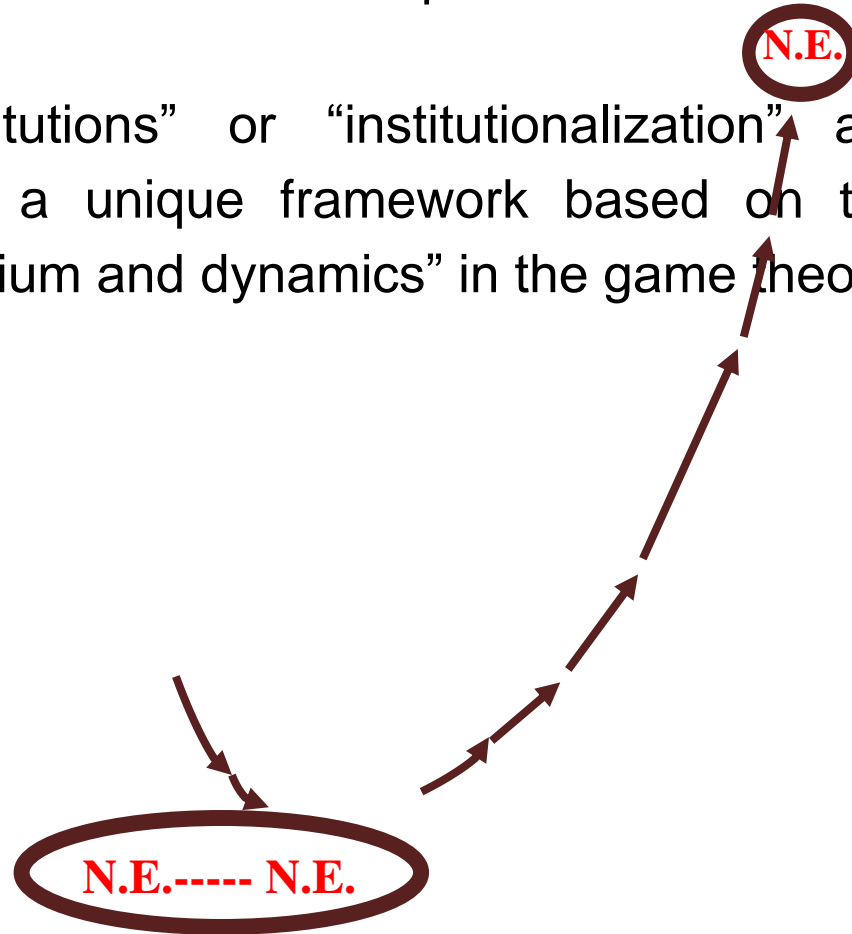 N.E.
tutions” or “institutionalization” a
a unique framework based on t
ium and dynamics” in the game theo
N.E.----- N.E.